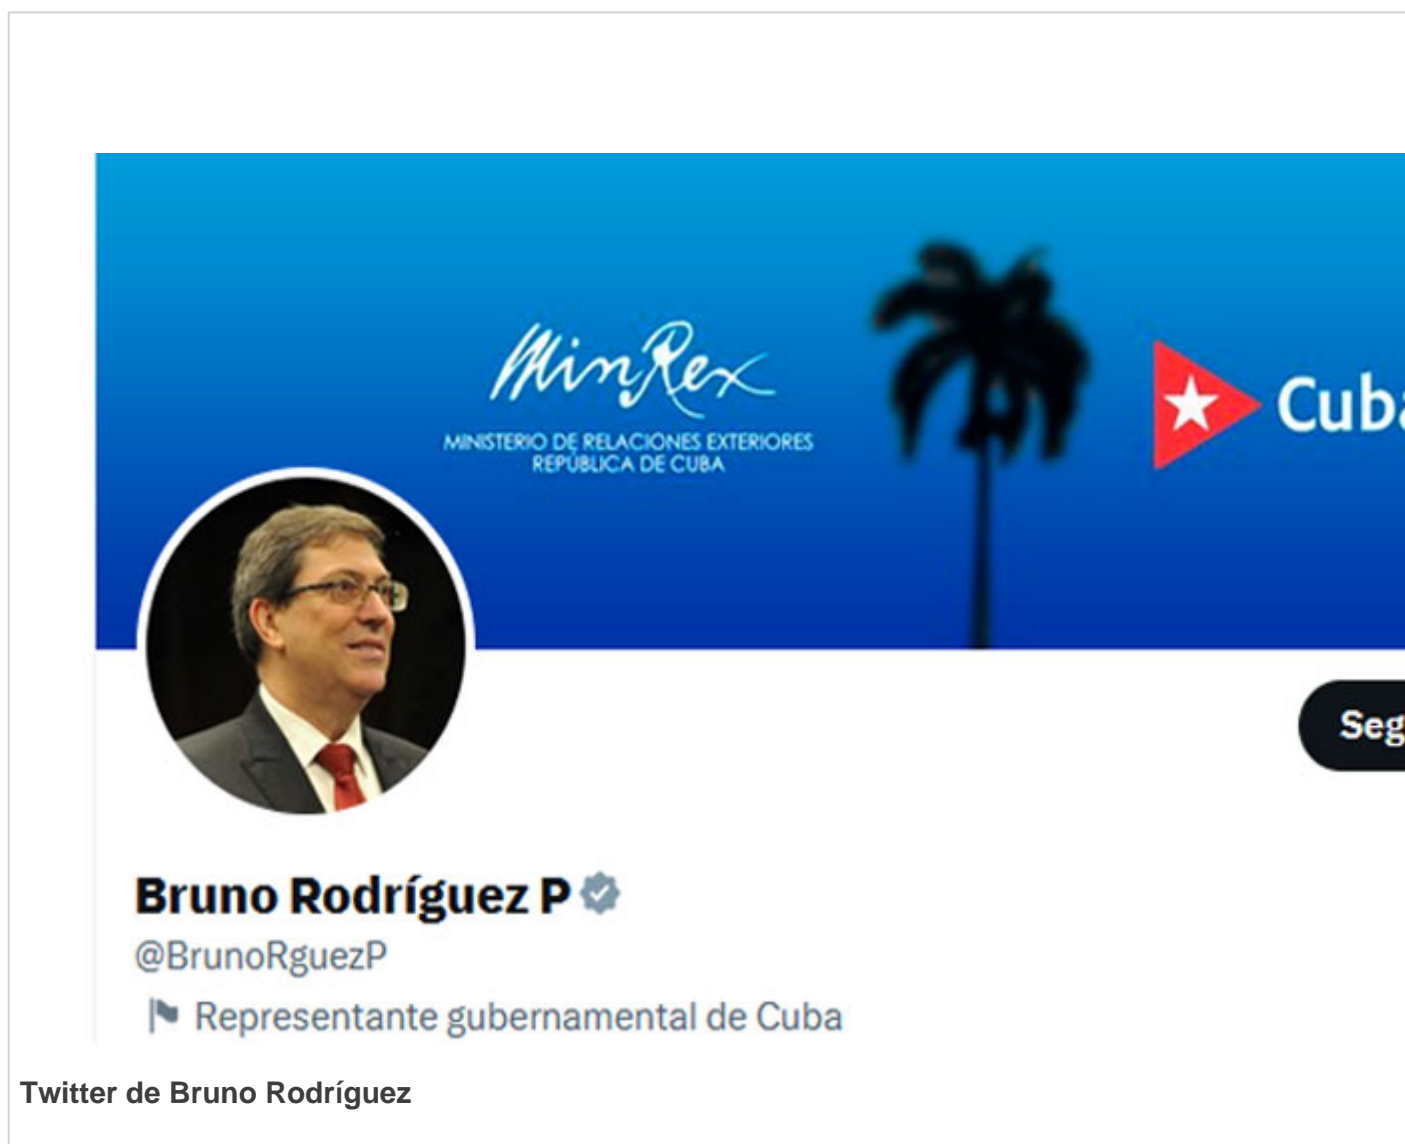 MinRex
MINISTERIO DE RELACIONES EXTERIORES
REPÚBLICA DE CUBA
Cuba
Seg
Bruno Rodríguez P
@BrunoRguezP
Representante gubernamental de Cuba
Twitter de Bruno Rodríguez